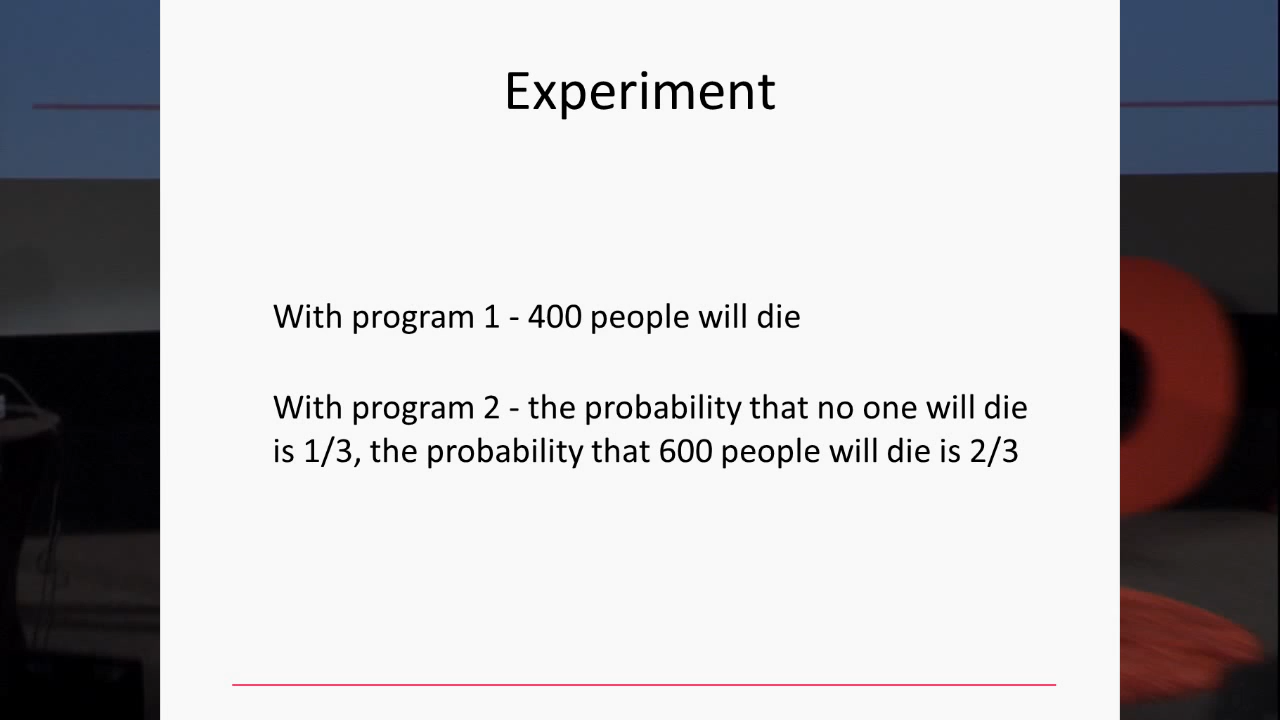 Experiment
With program 1 - 400 people will die
With program 2 - the probability that no one will die
is 1/3, the probability that 600 people will die is 2/3